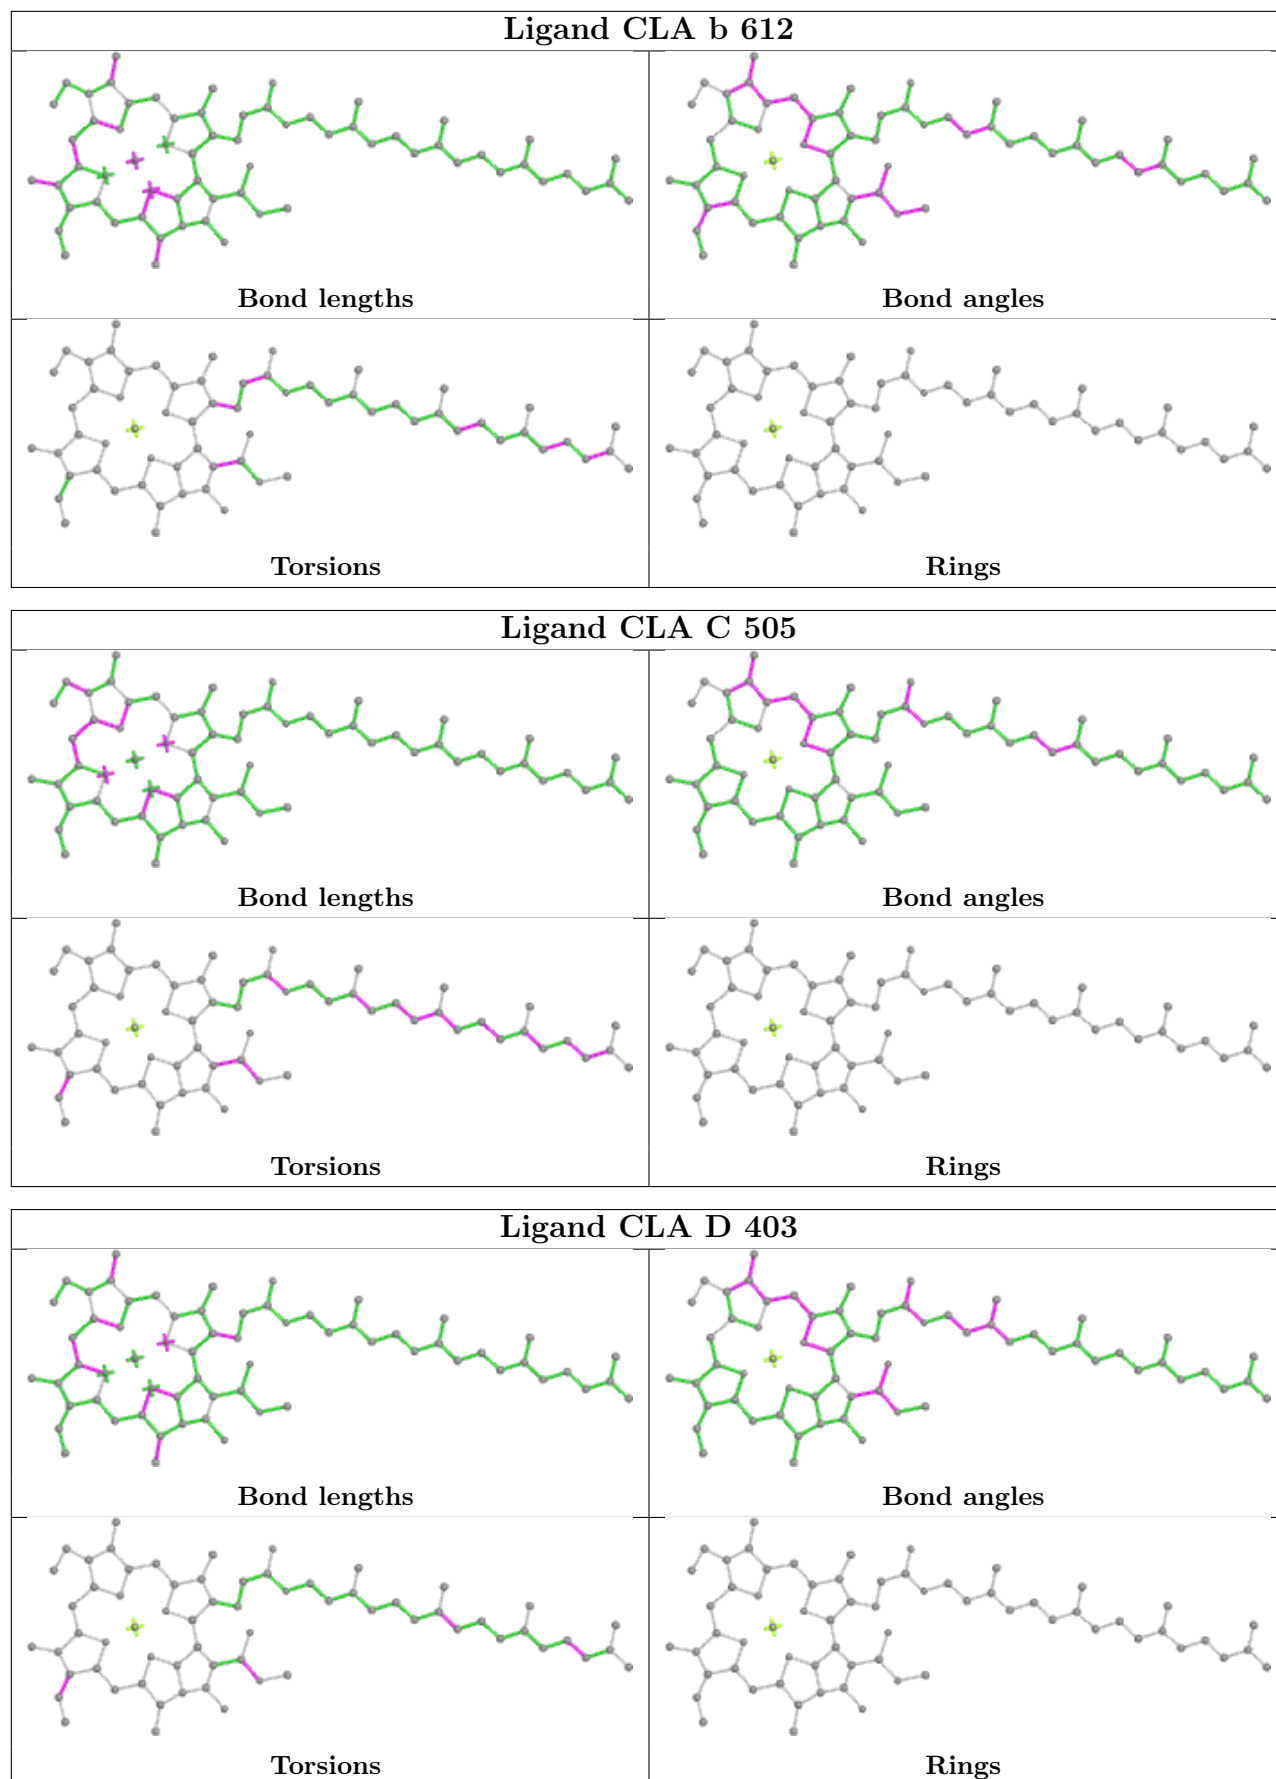 Ligand CLA b 612
Bond lengths
Bond angles
Torsions
Rings
Ligand CLA C 505
Bond lengths
Bond angles
Torsions
Rings
Ligand CLA D 403
Bond lengths
Bond angles
Torsions
Rings